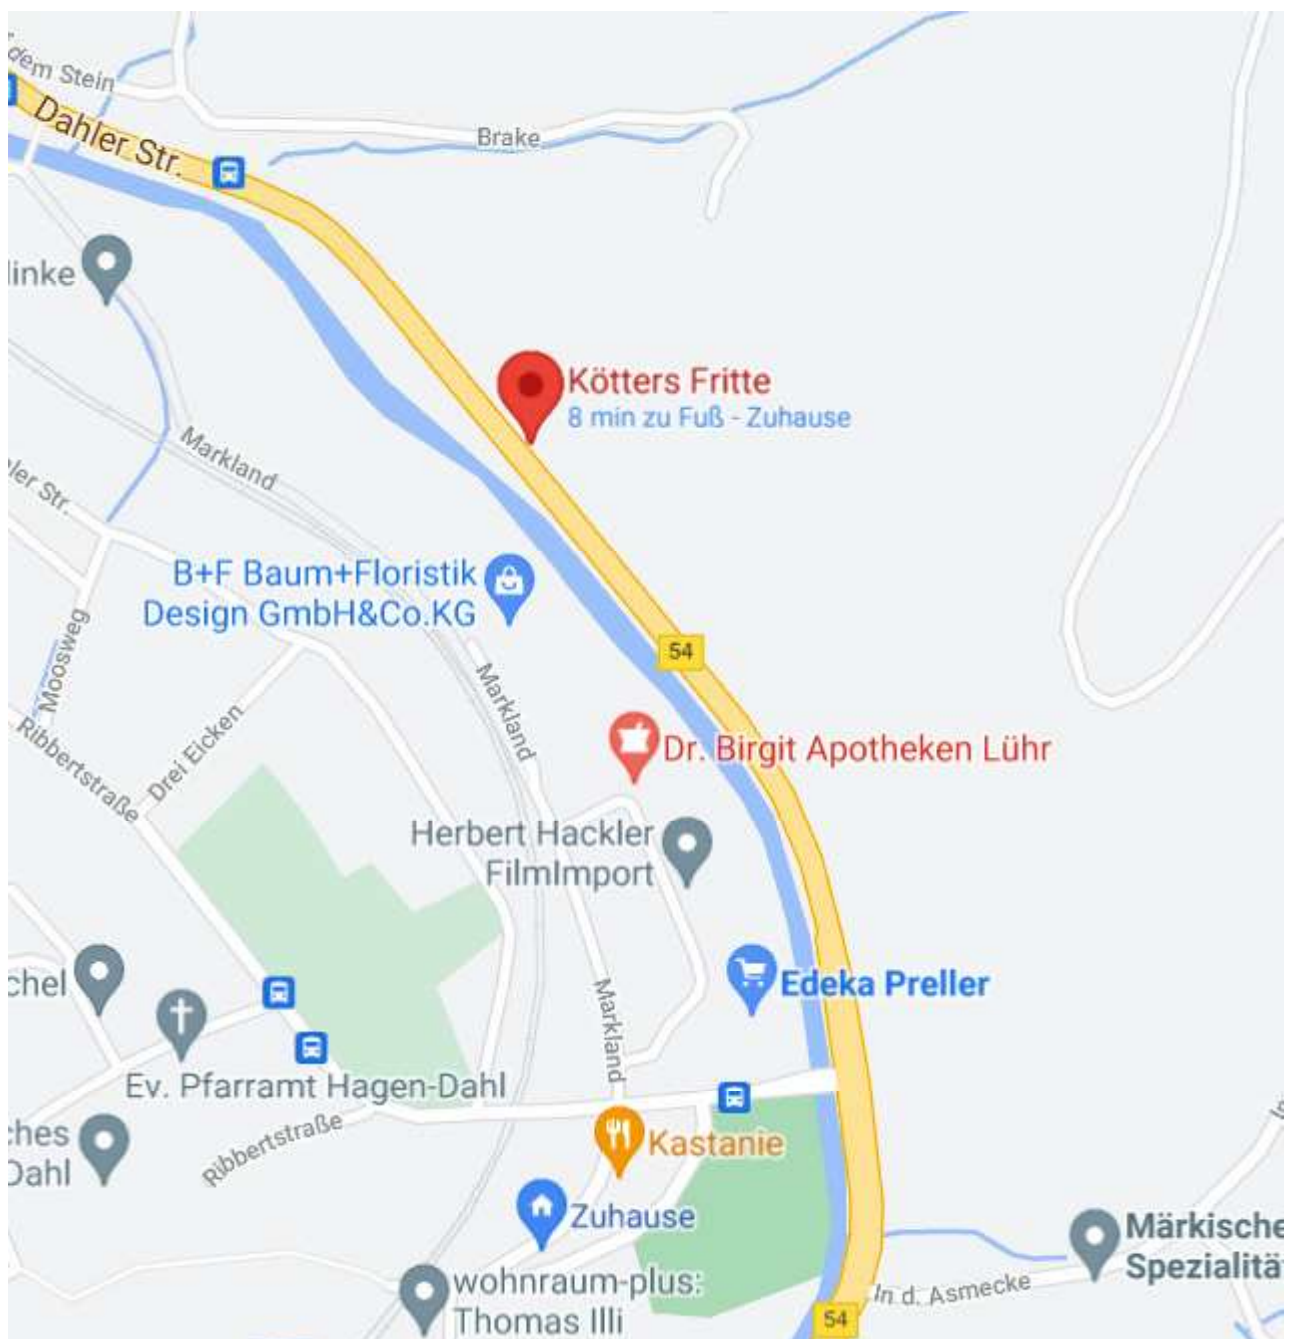 dem Stein
Dahler Str.
Brake
linke
Kötters Fritte
8 min zu Fuß - Zuhause
Markland
ler Str.
B+F Baum+Floristik
Design GmbH&Co.KG
Moosweg
Markland
54
Ribbertstraße
Drei Eicken
Dr. Birgit Apotheken Lühr
Herbert Hackler
FilmImport
chel
Markland
Edeka Preller
Ev. Pfarramt Hagen-Dahl
Ribbertstraße
ches
Dahl
Kastanie
Zuhause
Märkische
Spezialitä
wohnraum-plus:
Thomas Illi
In d. Asmecke
54